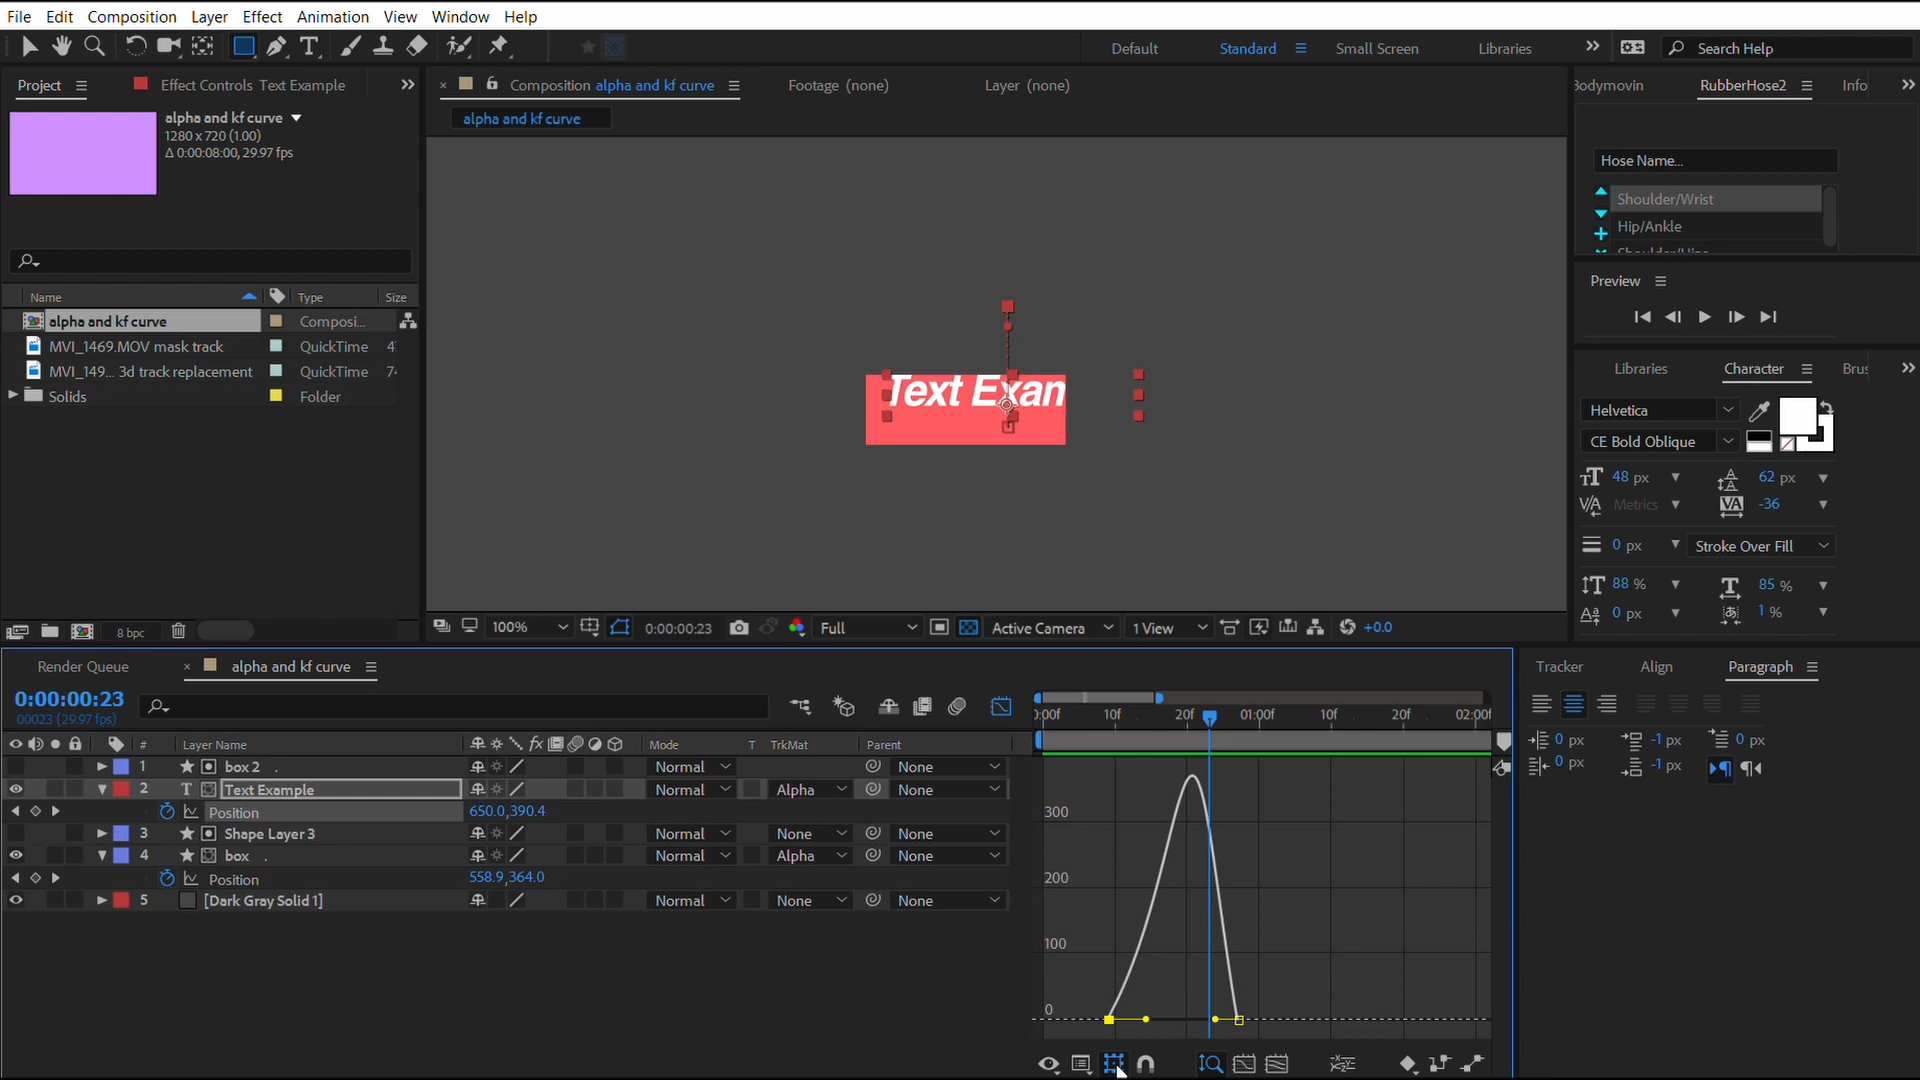 File Edit Composition Layer Effect Animation View Window Help
Default Standard Small Screen Libraries Search Help
Project Effect Controls Text Example
Composition alpha and kf curve Footage (none) Layer (none)
Bodymovin RubberHose2 Info
alpha and kf curve
1280 x 720 (1.00)
Δ 0:00:08:00, 29.97 fps
alpha and kf curve
Hose Name...
Shoulder/Wrist
Hip/Ankle
Preview
Name Type Size
alpha and kf curve Composi...
MVI_1469.MOV mask track QuickTime
MVI_149... 3d track replacement QuickTime
Solids Folder
Text Exan
Libraries Character Brus
Helvetica
CE Bold Oblique
48 px 62 px
Metrics -36
0 px Stroke Over Fill
88 % 85 %
0 px 1 %
8 bpc
100% 0:00:00:23 Full Active Camera 1 View +0.0
Render Queue alpha and kf curve
Tracker Align Paragraph
0:00:00:23
00023 (29.97 fps)
0:00f 10f 20f 01:00f 10f 20f 02:00f
# Layer Name fx Mode T TrkMat Parent
1 box 2 . Normal None
2 T Text Example Normal Alpha None
Position 650.0,390.4
3 Shape Layer 3 Normal None None
4 box . Normal Alpha None
Position 558.9,364.0
5 [Dark Gray Solid 1] Normal None None
300
200
100
0
0 px -1 px 0 px
0 px -1 px